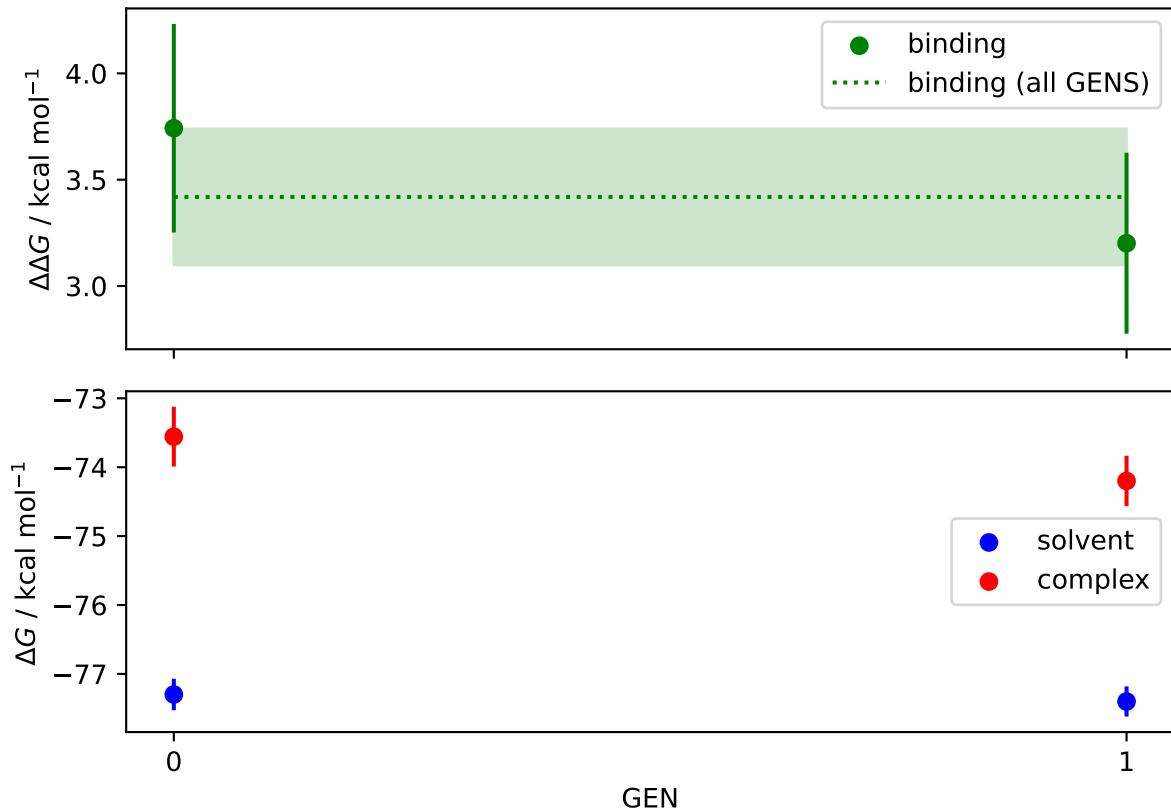 binding
binding (all GENS)
4.0
3.5
3.0
ΔΔG / kcal mol⁻¹
−73
−74
−75
−76
−77
ΔG / kcal mol⁻¹
solvent
complex
0 1
GEN